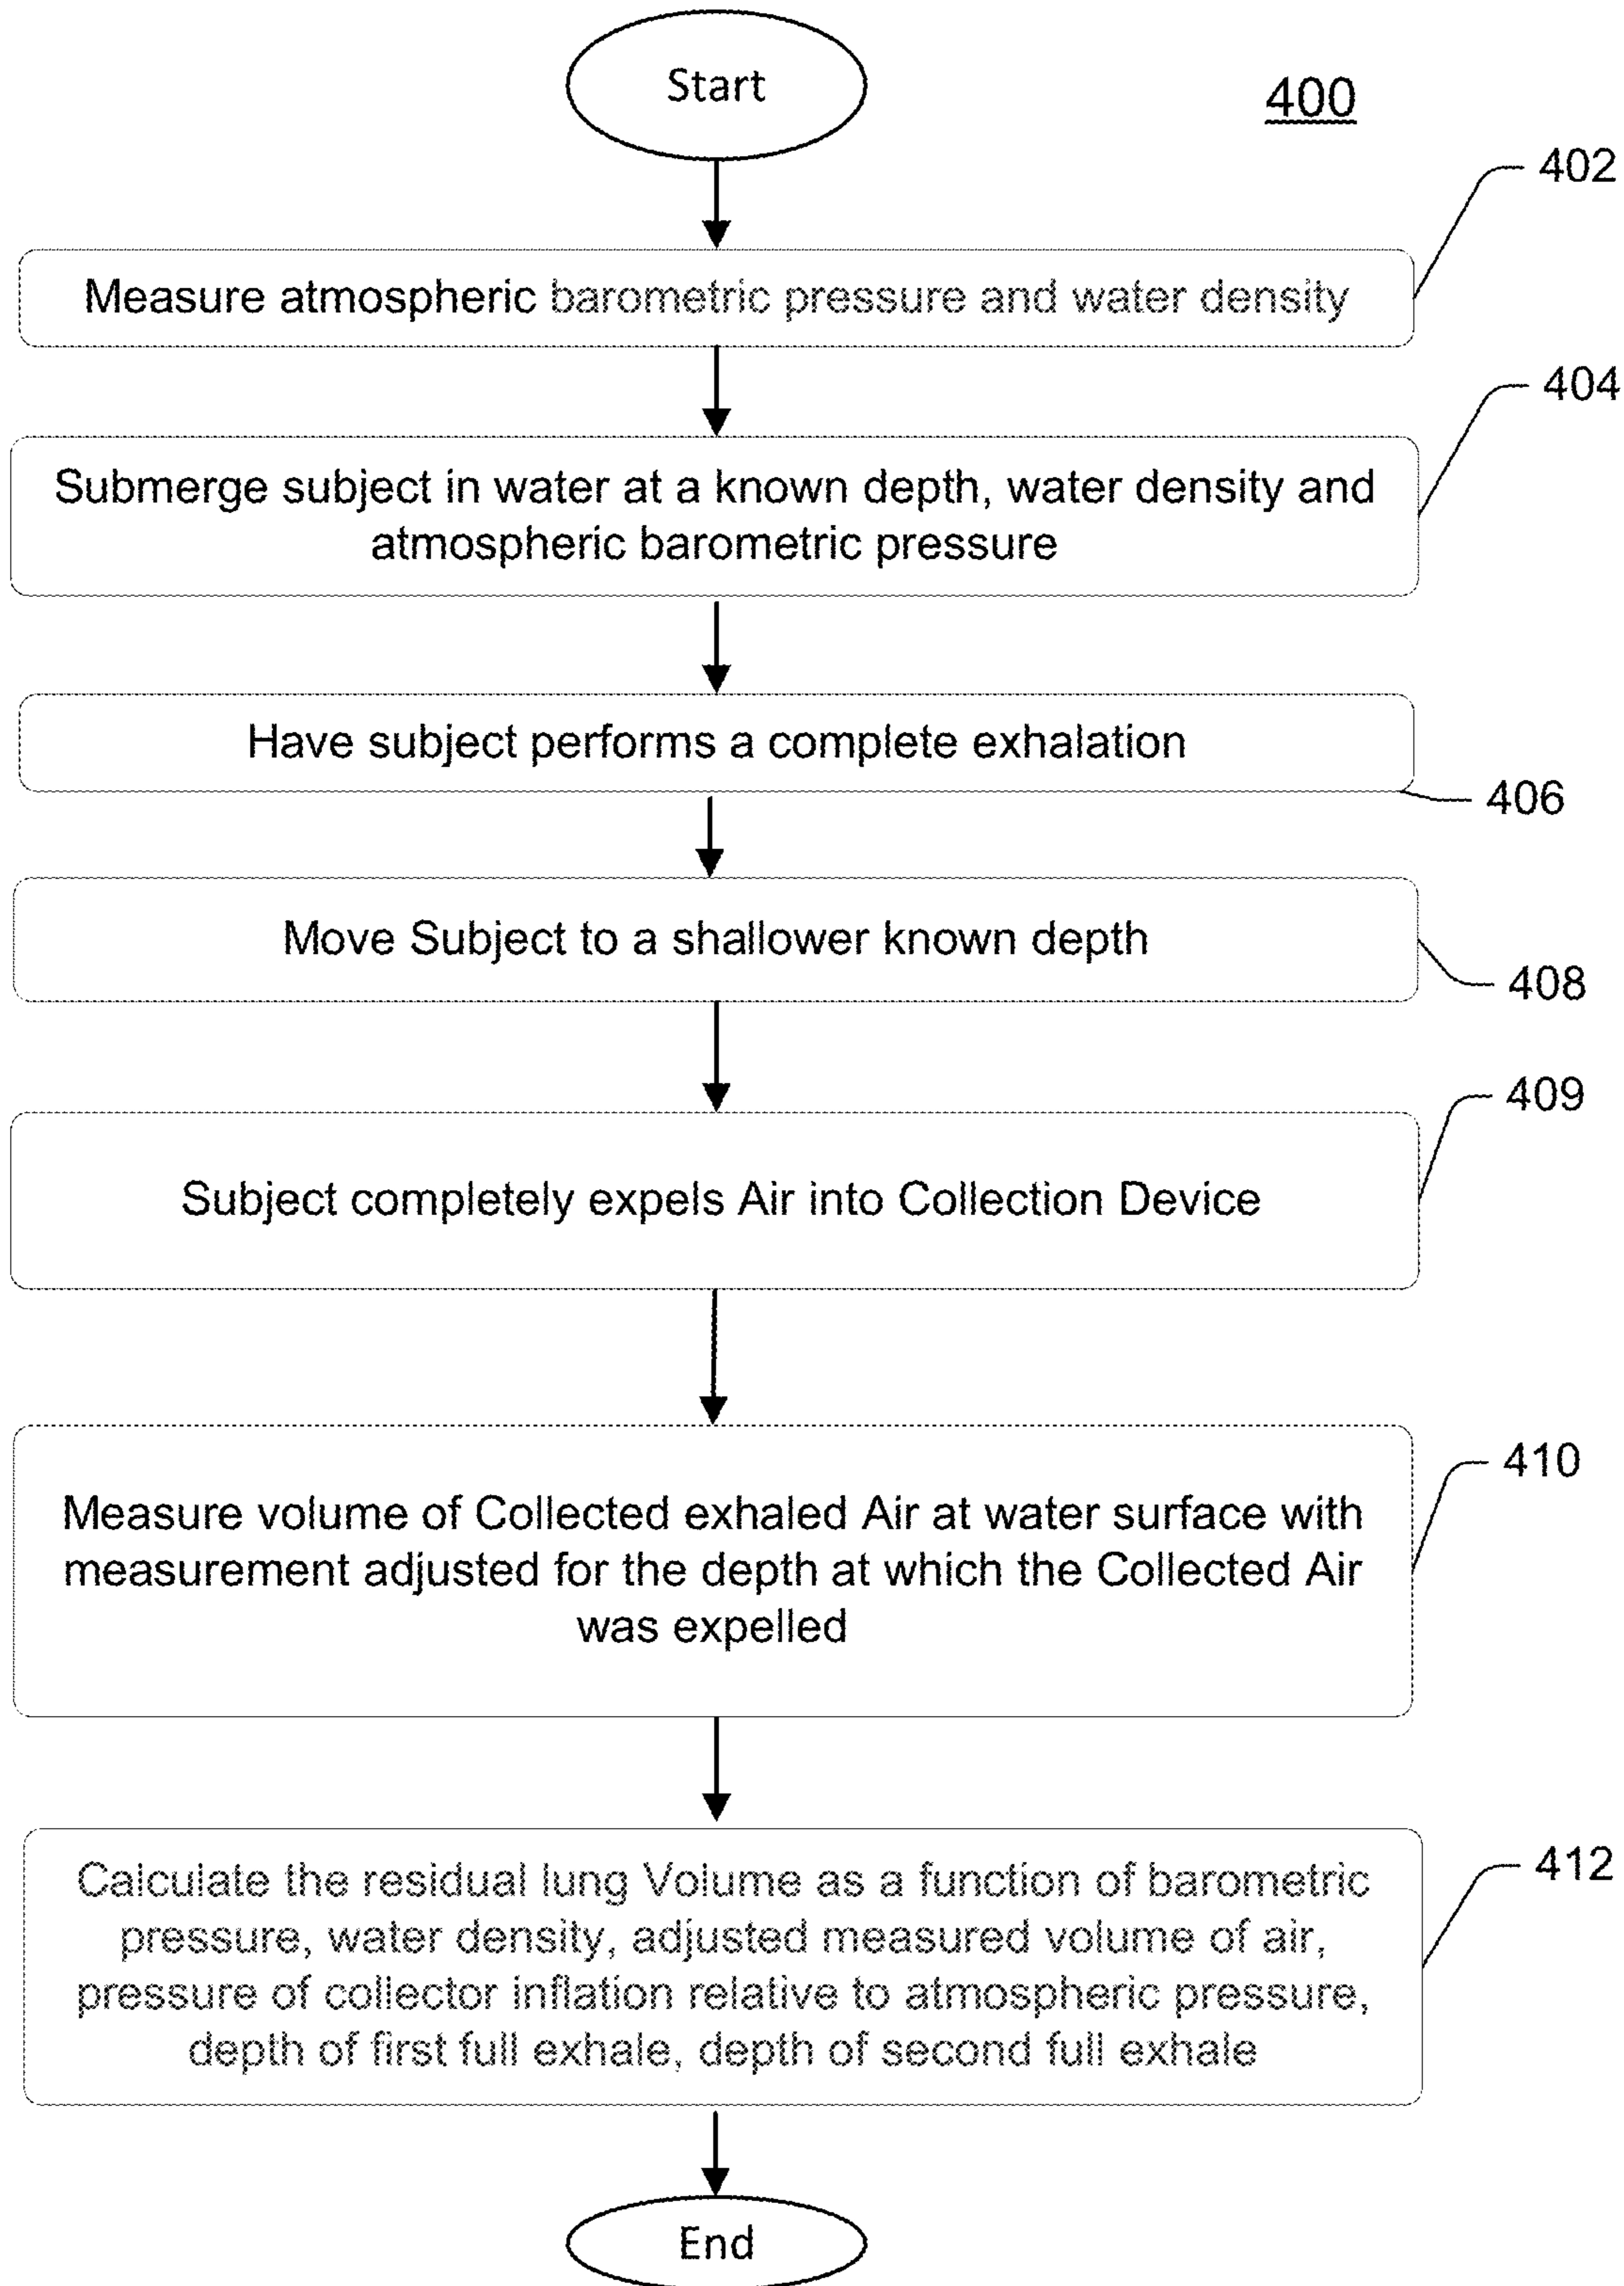 Start
400
402
Measure atmospheric barometric pressure and water density
404
Submerge subject in water at a known depth, water density and
atmospheric barometric pressure
Have subject performs a complete exhalation
406
Move Subject to a shallower known depth
408
409
Subject completely expels Air into Collection Device
410
Measure volume of Collected exhaled Air at water surface with
measurement adjusted for the depth at which the Collected Air
was expelled
412
Calculate the residual lung Volume as a function of barometric
pressure, water density, adjusted measured volume of air,
pressure of collector inflation relative to atmospheric pressure,
depth of first full exhale, depth of second full exhale
End